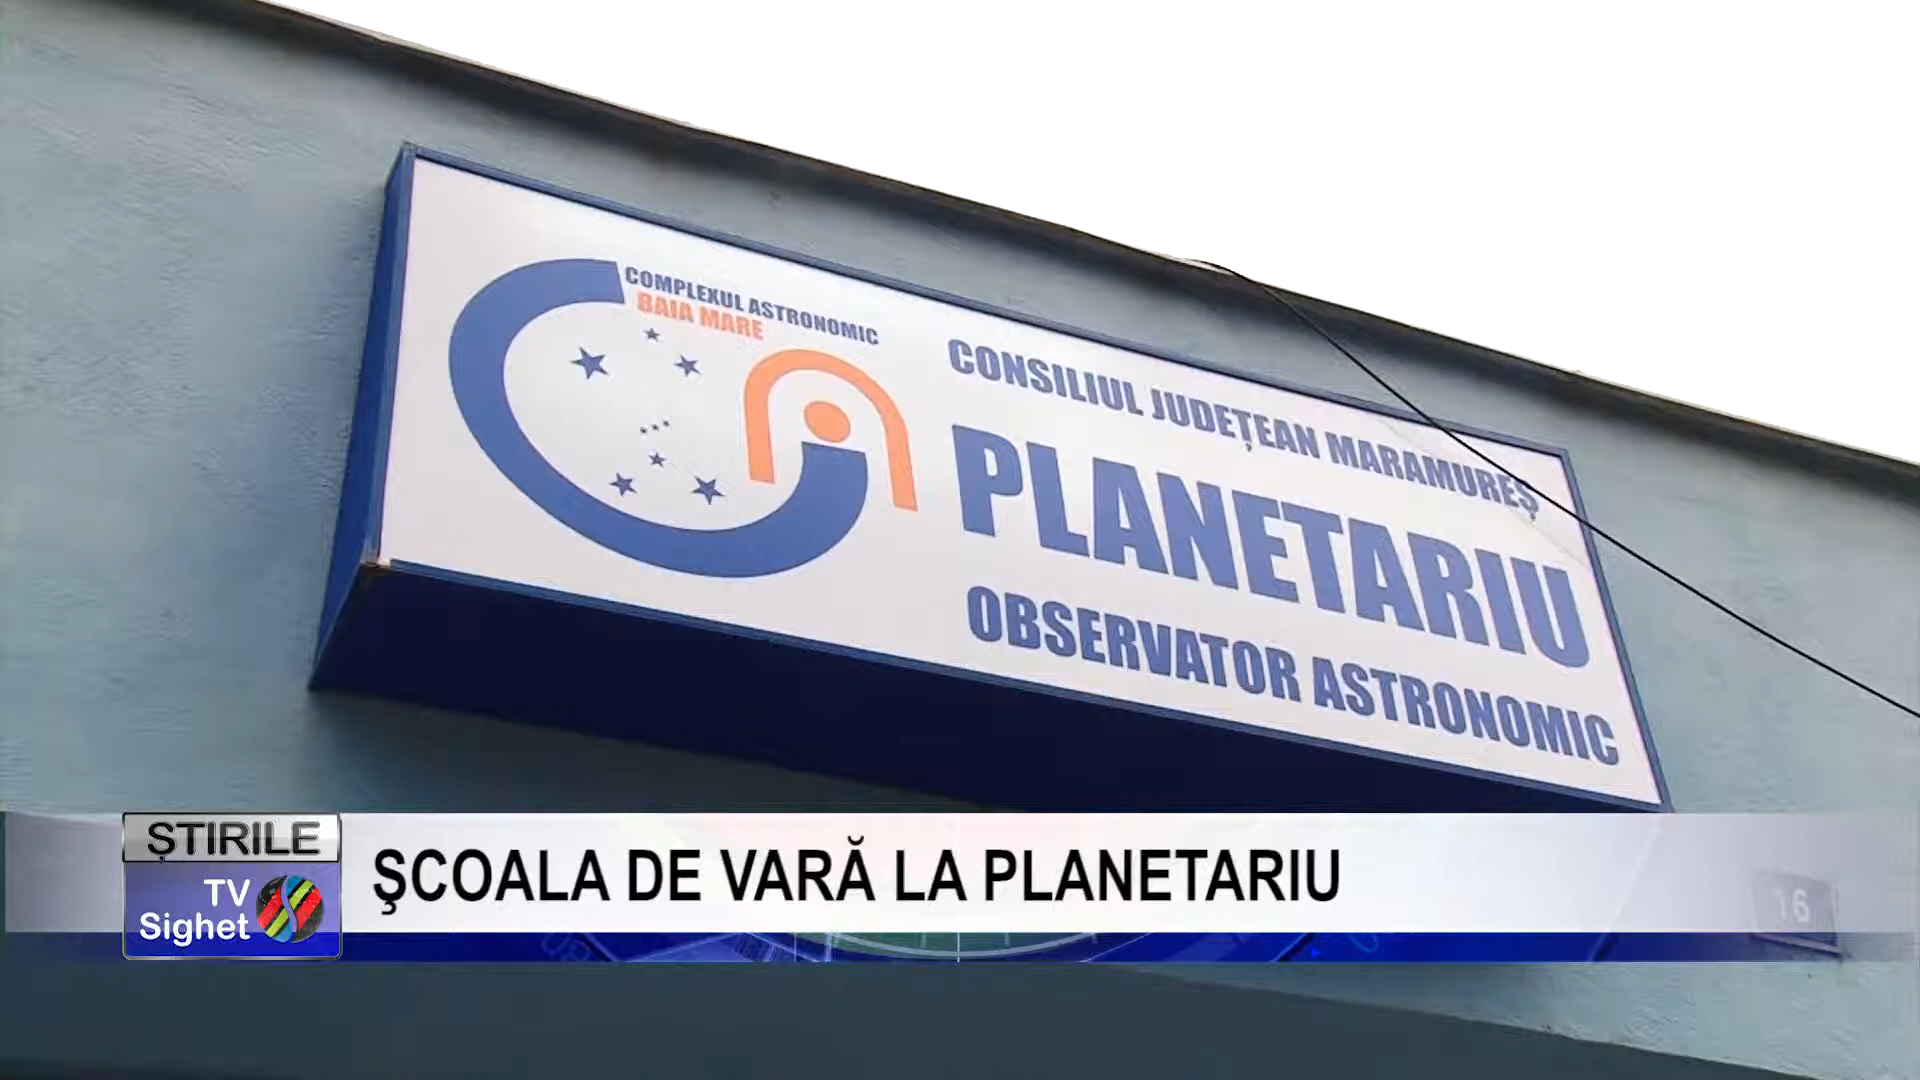 COMPLEXUL ASTRONOMIC
BAIA MARE
CONSILIUL JUDEȚEAN MARAMUREȘ
PLANETARIU
OBSERVATOR ASTRONOMIC
16
ȘTIRILE
TV
Sighet
ŞCOALA DE VARĂ LA PLANETARIU